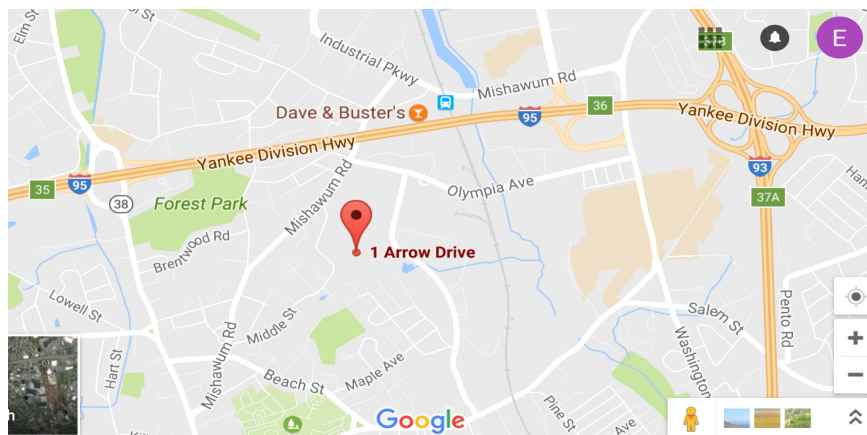 Elm St
Industrial Pkwy
37B
E
Mishawum Rd
Dave & Buster's
36
95
Yankee Division Hwy
Yankee Division Hwy
93
35
95
38
Forest Park
Mishawum Rd
Olympia Ave
37A
Brentwood Rd
1 Arrow Drive
Lowell St
Middle St
Salem St
Pento Rd
Hart St
Mishawum Rd
Maple Ave
Beach St
Washington
Pine St
Ave
Google